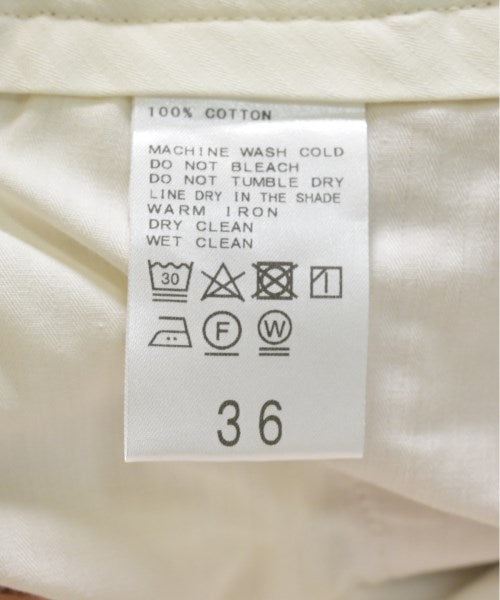 100% COTTON
MACHINE WASH COLD
DO NOT BLEACH
DO NOT TUMBLE DRY
LINE DRY IN THE SHADE
WARM IRON
DRY CLEAN
WET CLEAN
30
F W
36